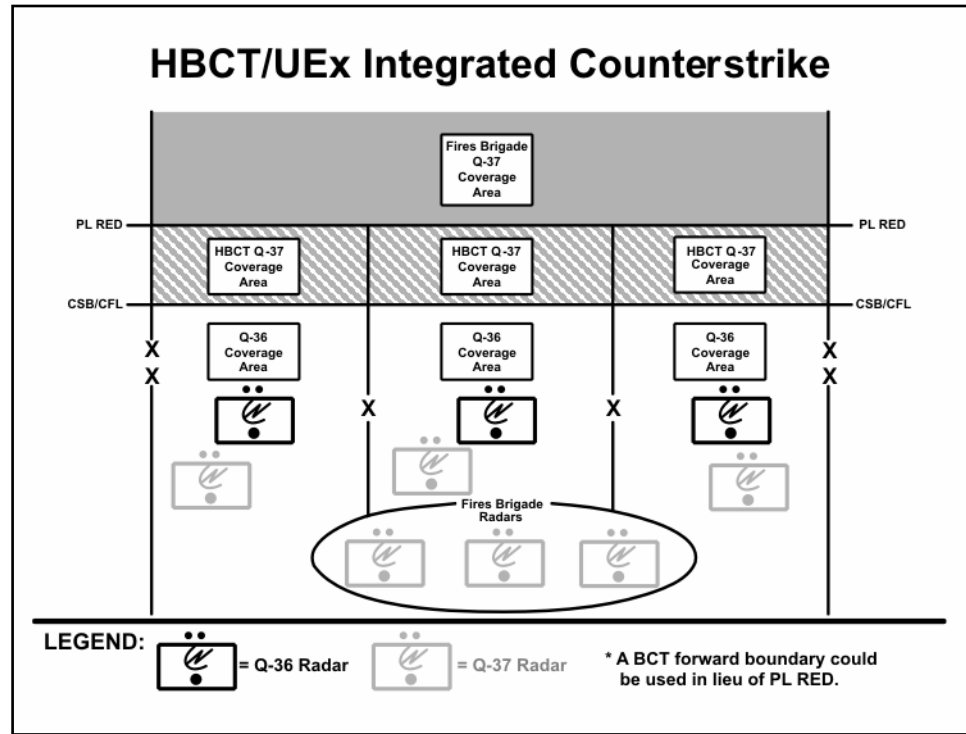 HBCT/UEx Integrated Counterstrike
Fires Brigade
Q-37
Coverage
Area
PL RED
PL RED
HBCT Q-37
Coverage
Area
HBCT Q-37
Coverage
Area
HBCT Q-37
Coverage
Area
CSB/CFL
CSB/CFL
Q-36
Coverage
Area
Q-36
Coverage
Area
Q-36
Coverage
Area
X
X
X
X
X
X
Fires Brigade
Radars
LEGEND:
= Q-36 Radar
= Q-37 Radar
* A BCT forward boundary could
be used in lieu of PL RED.